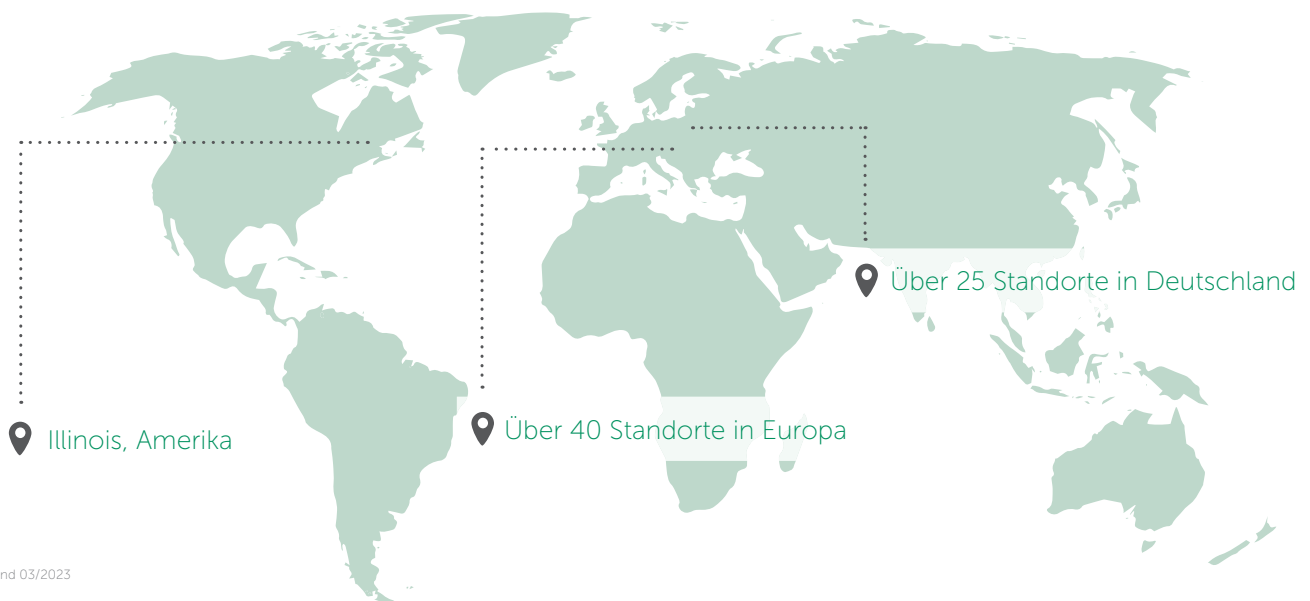 Über 25 Standorte in Deutschland
Über 40 Standorte in Europa
Illinois, Amerika
nd 03/2023